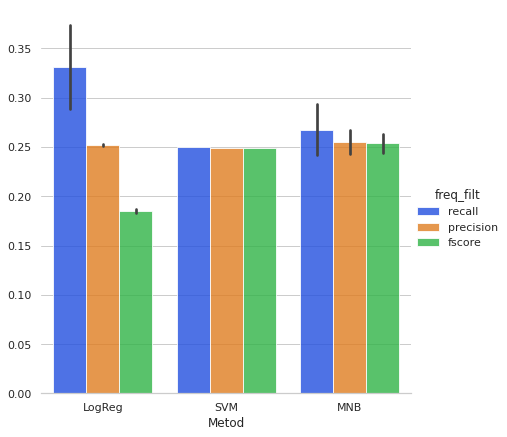 0.35
0.30
0.25
0.20
0.15
0.10
0.05
0.00
LogReg
SVM
MNB
Metod
freq_filt
recall
precision
fscore